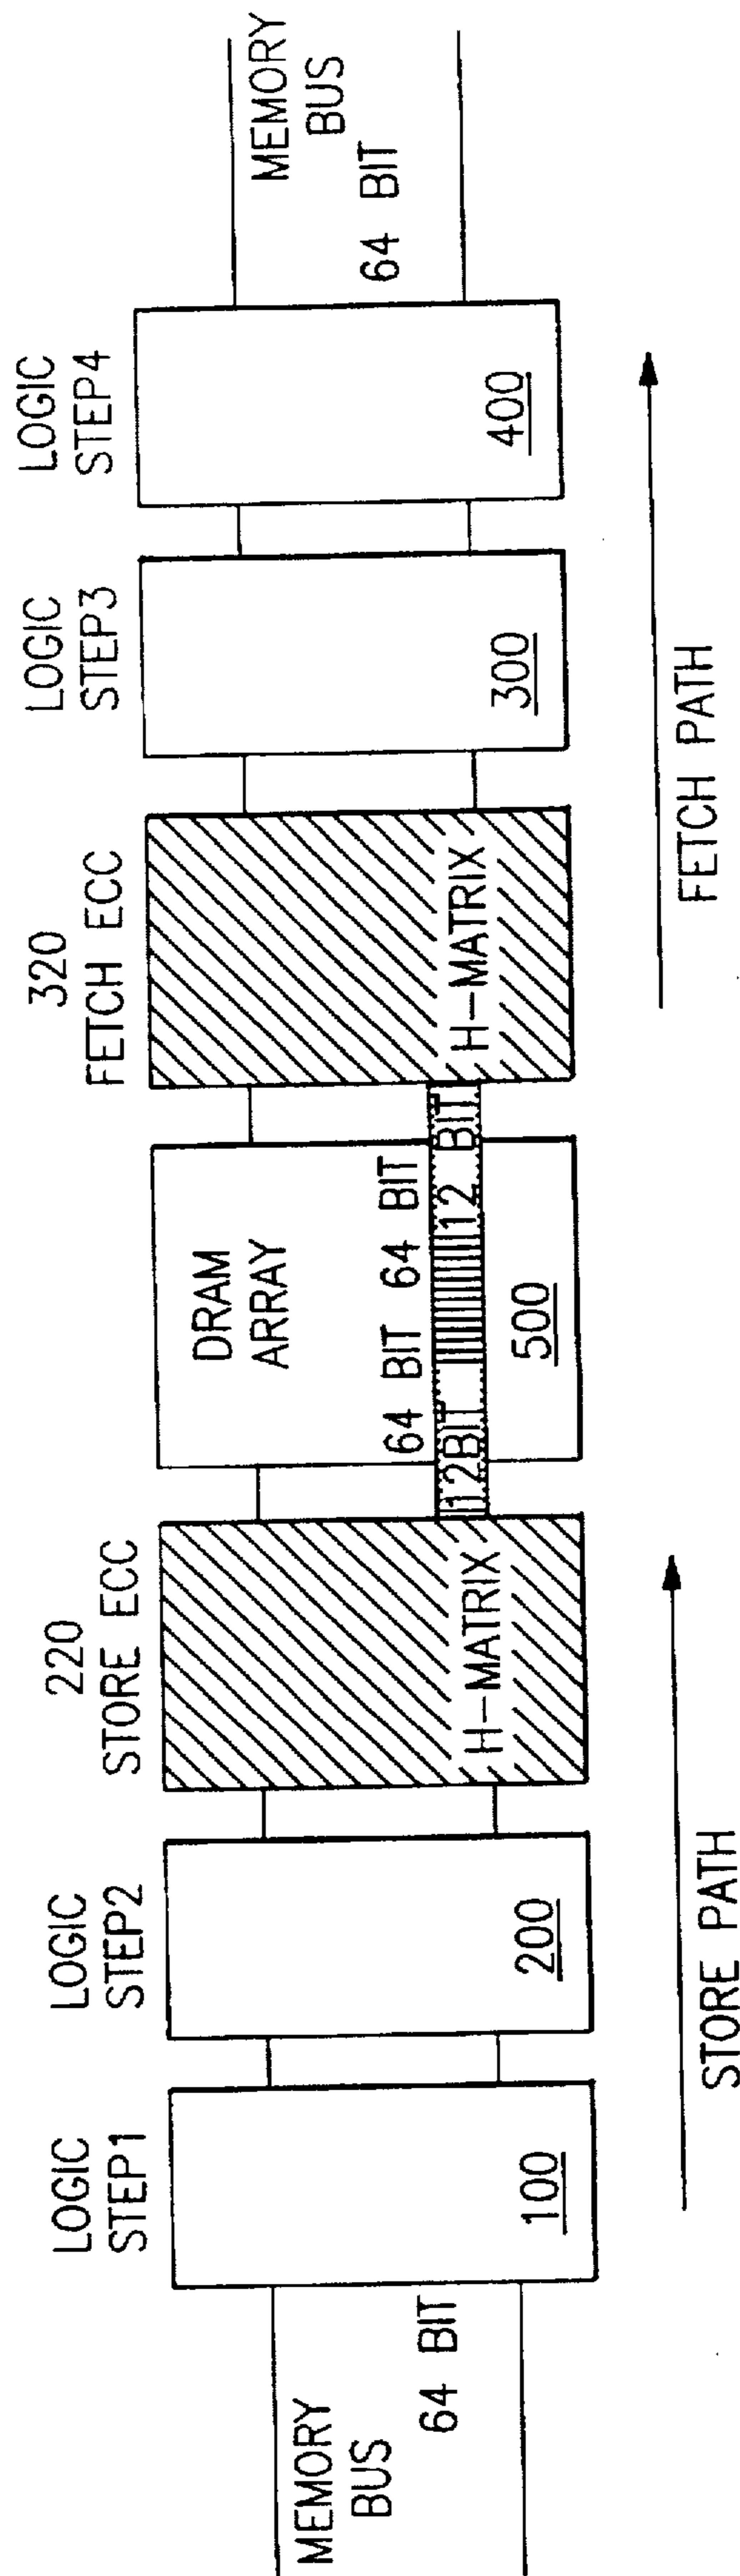 MEMORY
BUS
64 BIT
LOGIC
STEP1
100
LOGIC
STEP2
200
220
STORE ECC
H-MATRIX
STORE PATH
DRAM
ARRAY
64 BIT 64 BIT
12BIT 12 BIT
500
320
FETCH ECC
H-MATRIX
LOGIC
STEP3
300
LOGIC
STEP4
400
FETCH PATH
MEMORY
BUS
64 BIT